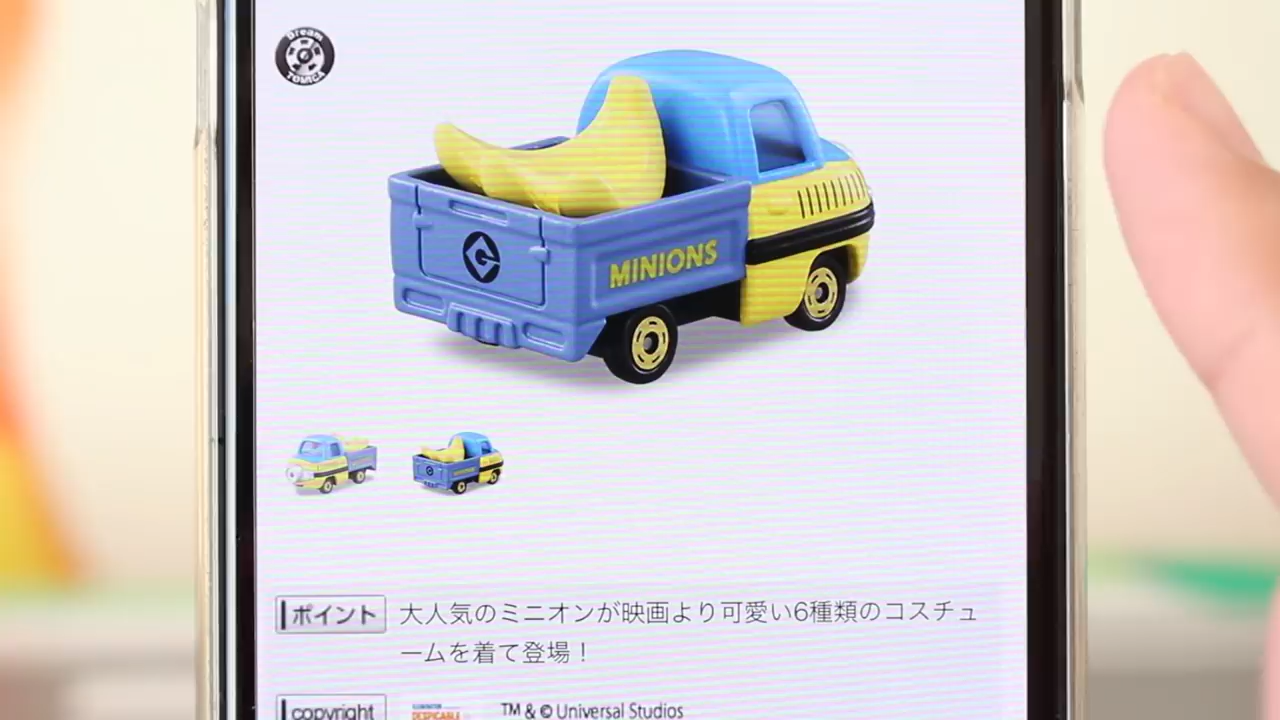 Dream
TOMICA
MINIONS
ポイント
大人気のミニオンが映画より可愛い6種類のコスチュ
ームを着て登場！
copyright
DESPICABLE
TM & © Universal Studios